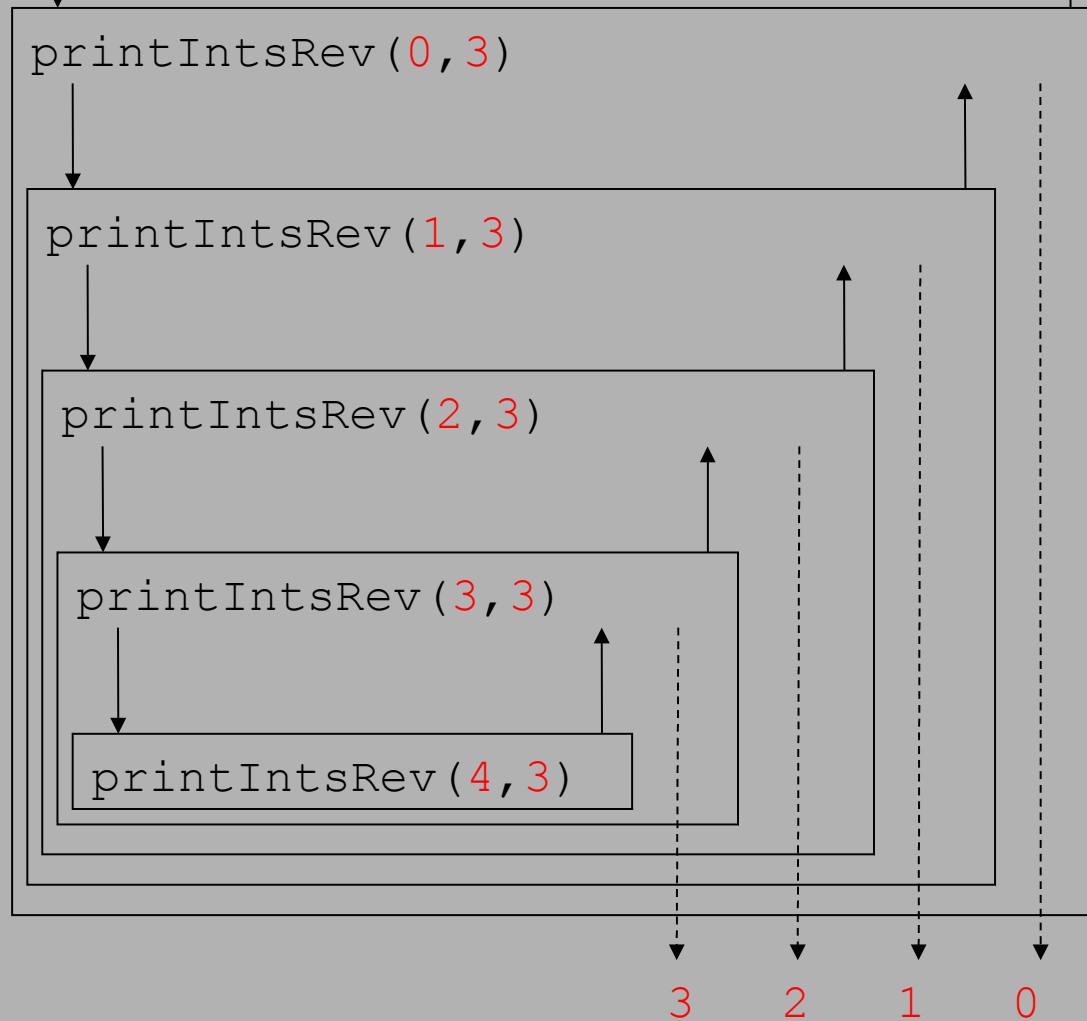 printIntsRev(0,3)
printIntsRev(1,3)
printIntsRev(2,3)
printIntsRev(3,3)
printIntsRev(4,3)
3 2 1 0